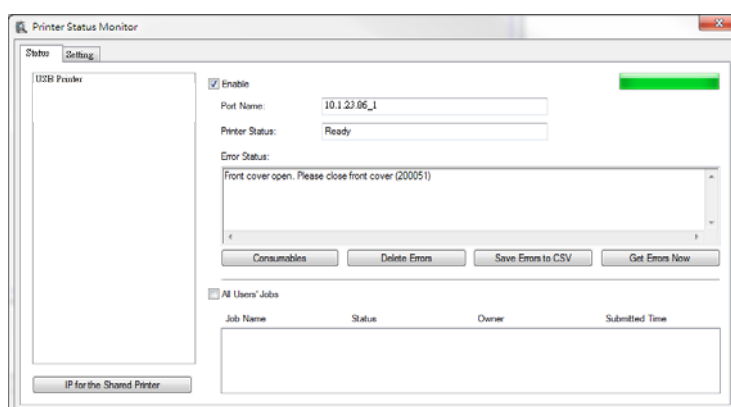 Printer Status Monitor
Status Setting
USB Printer
Enable
Port Name: 10.1.23.86_1
Printer Status: Ready
Error Status:
Front cover open. Please close front cover (200051)
Consumables Delete Errors Save Errors to CSV Get Errors Now
All Users' Jobs
Job Name Status Owner Submitted Time
IP for the Shared Printer